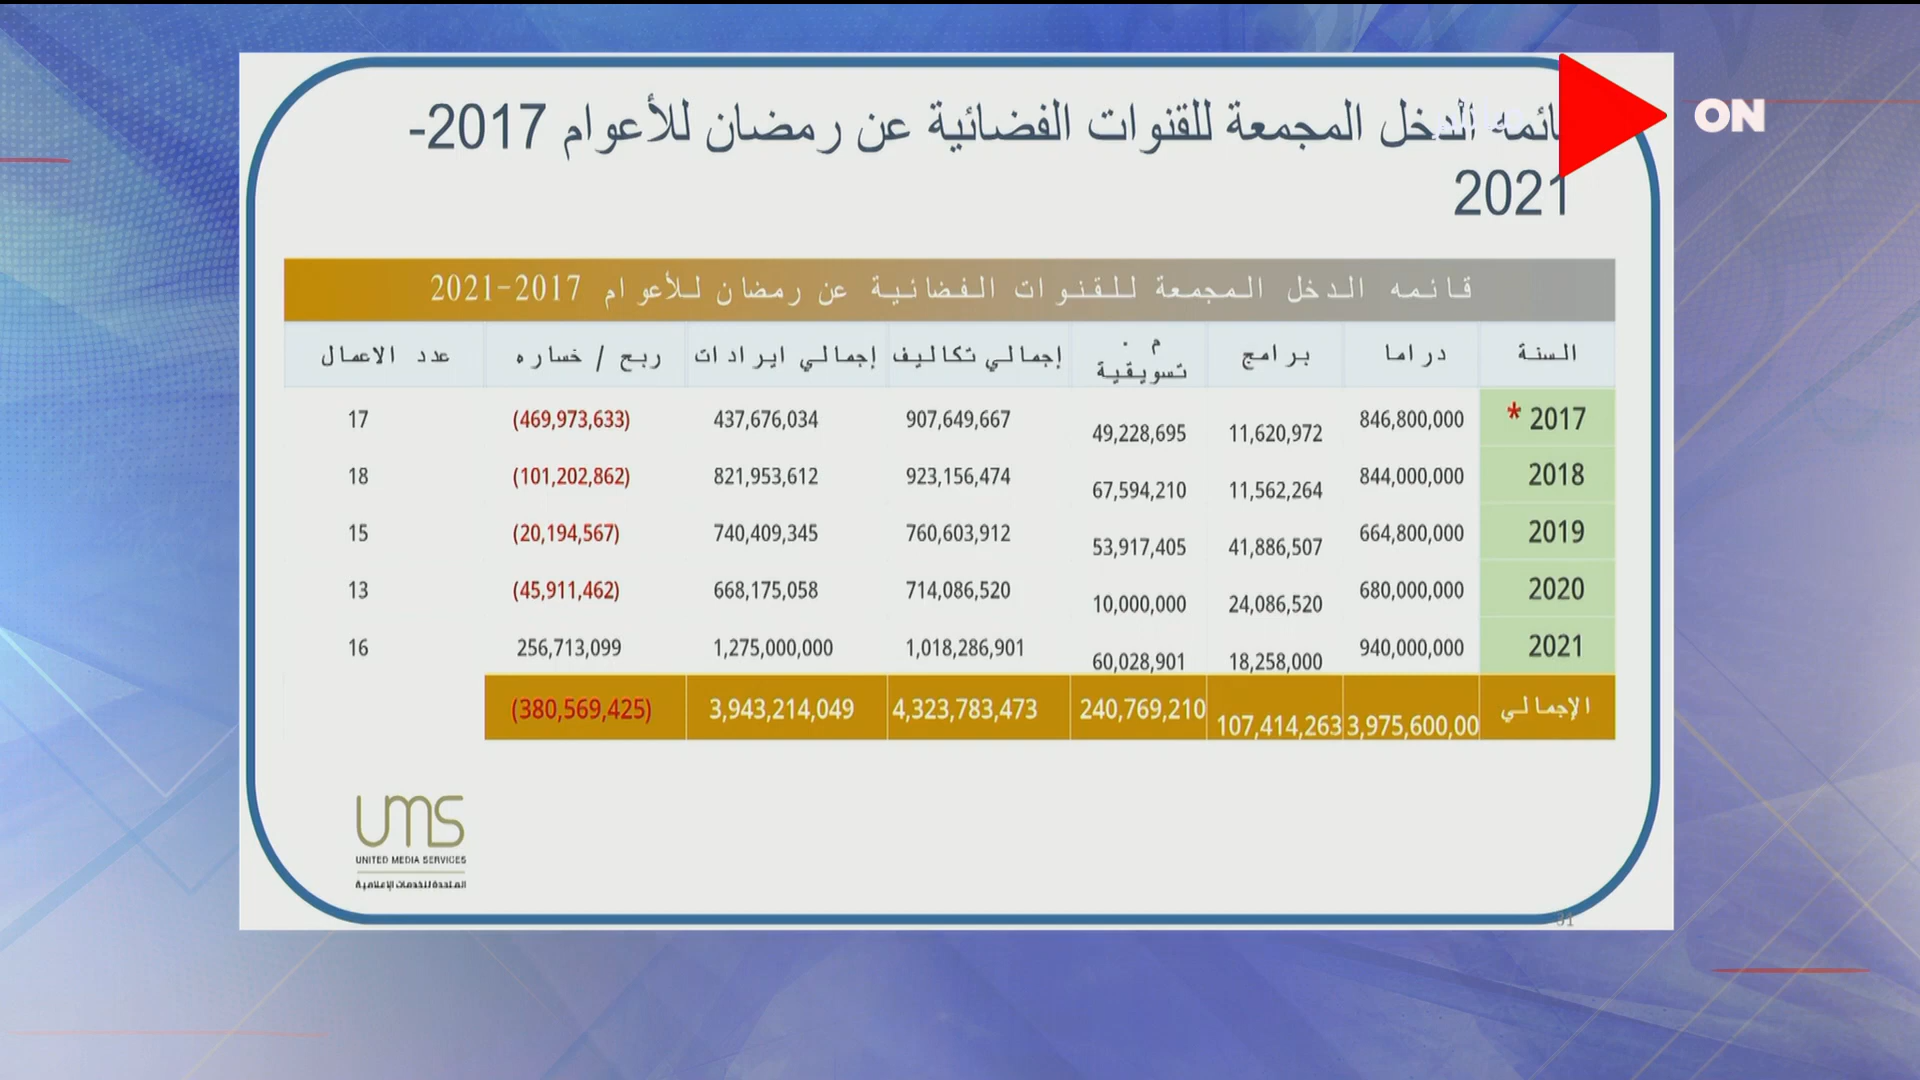 قائمه الدخل المجمعة للقنوات الفضائية عن رمضان للأعوام 2017-
2021
ON
قائمه الدخل المجمعة للقنوات الفضائية عن رمضان للأعوام 2017-2021
السنة دراما برامج م . تسويقية إجمالي تكاليف إجمالي ايرادات ربح / خساره عدد الاعمال
* 2017 846,800,000 11,620,972 49,228,695 907,649,667 437,676,034 (469,973,633) 17
2018 844,000,000 11,562,264 67,594,210 923,156,474 821,953,612 (101,202,862) 18
2019 664,800,000 41,886,507 53,917,405 760,603,912 740,409,345 (20,194,567) 15
2020 680,000,000 24,086,520 10,000,000 714,086,520 668,175,058 (45,911,462) 13
2021 940,000,000 18,258,000 60,028,901 1,018,286,901 1,275,000,000 256,713,099 16
الإجمالي 3,975,600,00 107,414,263 240,769,210 4,323,783,473 3,943,214,049 (380,569,425)
UMS
UNITED MEDIA SERVICES
المتحدة للخدمات الإعلامية
31